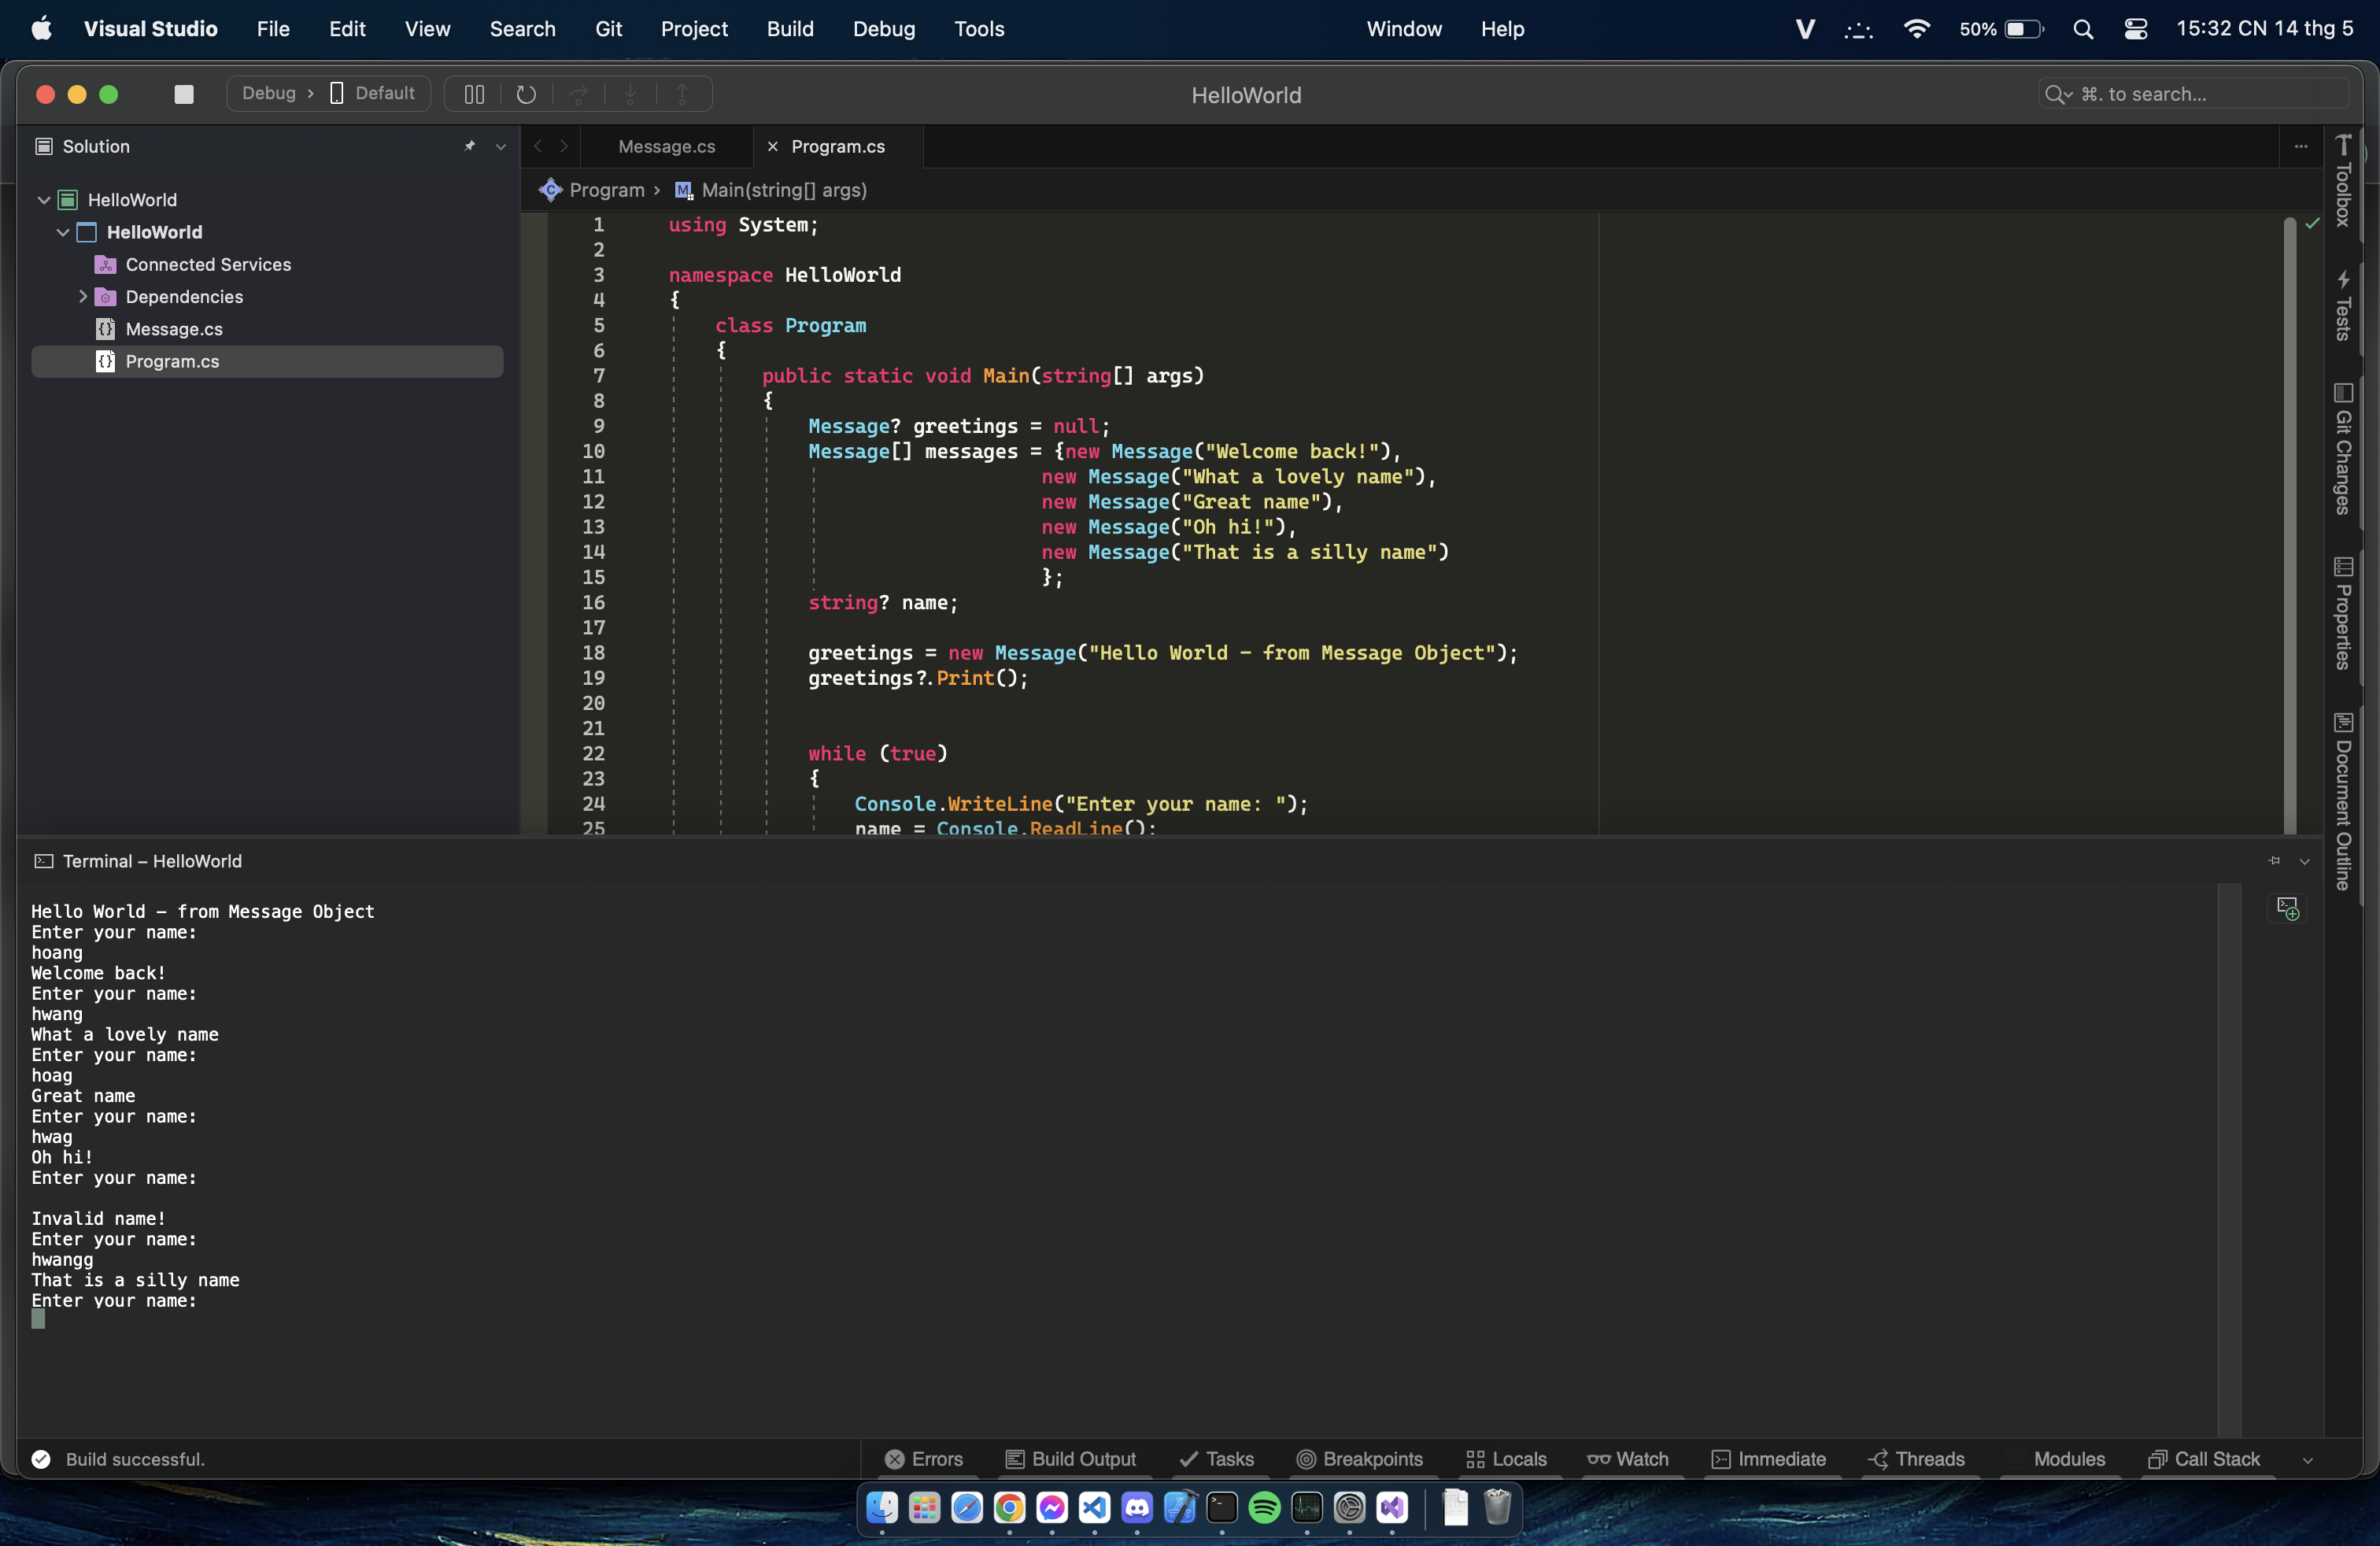 Visual Studio File Edit View Search Git Project Build Debug Tools Window Help 50% 15:32 CN 14 thg 5
Debug › Default HelloWorld ⌘. to search...
Solution
HelloWorld
HelloWorld
Connected Services
Dependencies
Message.cs
Program.cs
Message.cs × Program.cs
Program › Main(string[] args)
1 using System;
2
3 namespace HelloWorld
4 {
5 class Program
6 {
7 public static void Main(string[] args)
8 {
9 Message? greetings = null;
10 Message[] messages = {new Message("Welcome back!"),
11 new Message("What a lovely name"),
12 new Message("Great name"),
13 new Message("Oh hi!"),
14 new Message("That is a silly name")
15 };
16 string? name;
17
18 greetings = new Message("Hello World - from Message Object");
19 greetings?.Print();
20
21
22 while (true)
23 {
24 Console.WriteLine("Enter your name: ");
25 name = Console.ReadLine();
Toolbox
Tests
Git Changes
Properties
Document Outline
Terminal – HelloWorld
Hello World - from Message Object
Enter your name:
hoang
Welcome back!
Enter your name:
hwang
What a lovely name
Enter your name:
hoag
Great name
Enter your name:
hwag
Oh hi!
Enter your name:
Invalid name!
Enter your name:
hwangg
That is a silly name
Enter your name:
Build successful. Errors Build Output Tasks Breakpoints Locals Watch Immediate Threads Modules Call Stack